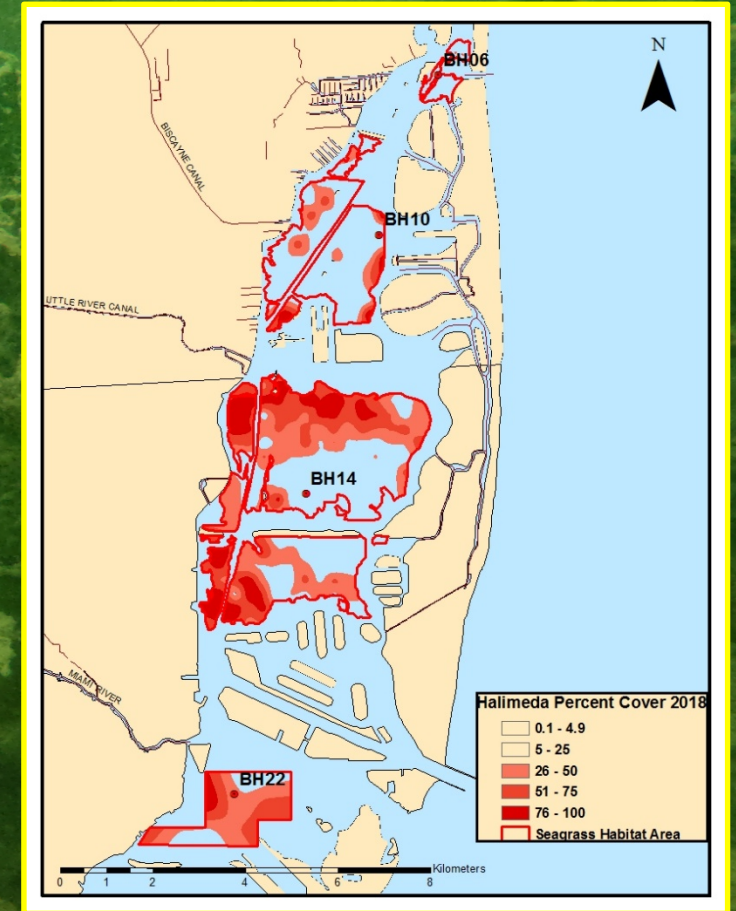 N
BH06
BISCAYNE CANAL
BH10
LITTLE RIVER CANAL
BH14
MIAMI RIVER
Halimeda Percent Cover 2018
0.1 - 4.9
5 - 25
26 - 50
51 - 75
76 - 100
Seagrass Habitat Area
BH22
Kilometers
0 1 2 4 6 8